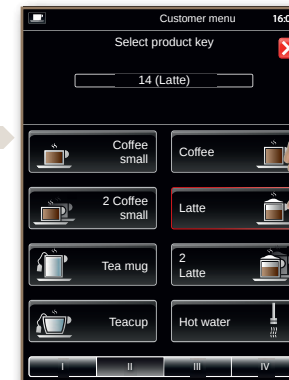 Customer menu 16:0
Select product key
14 (Latte)
Coffee
small
Coffee
2 Coffee
small
Latte
Tea mug
2
Latte
Teacup
Hot water
I II III IV